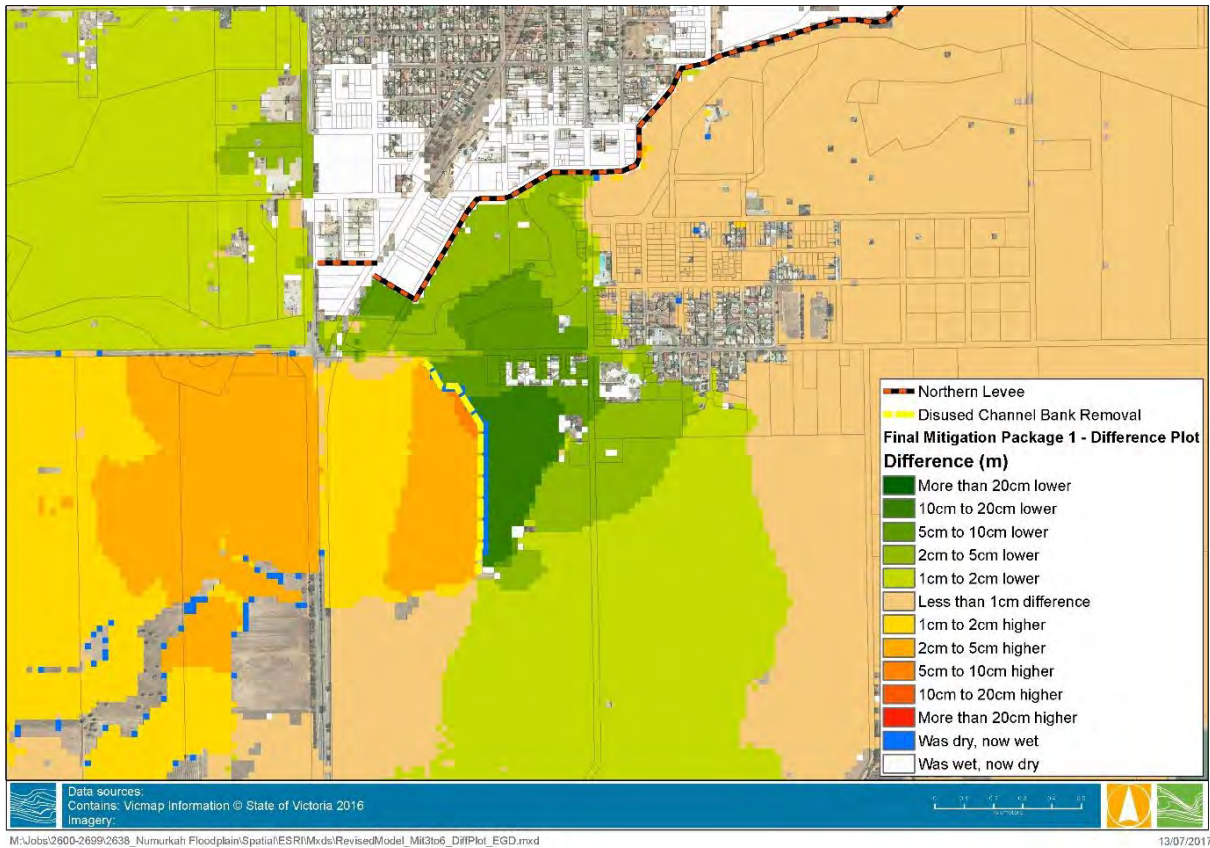 Northern Levee
Disused Channel Bank Removal
Final Mitigation Package 1 - Difference Plot
Difference (m)
More than 20cm lower
10cm to 20cm lower
5cm to 10cm lower
2cm to 5cm lower
1cm to 2cm lower
Less than 1cm difference
1cm to 2cm higher
2cm to 5cm higher
5cm to 10cm higher
10cm to 20cm higher
More than 20cm higher
Was dry, now wet
Was wet, now dry
Data sources:
Contains: Vicmap Information © State of Victoria 2016
Imagery:
M:\Jobs\2600-2699\2638_Numurkah Floodplain\Spatial\ESRI\Mxds\RevisedModel_Mit3to6_DiffPlot_EGD.mxd
13/07/2017